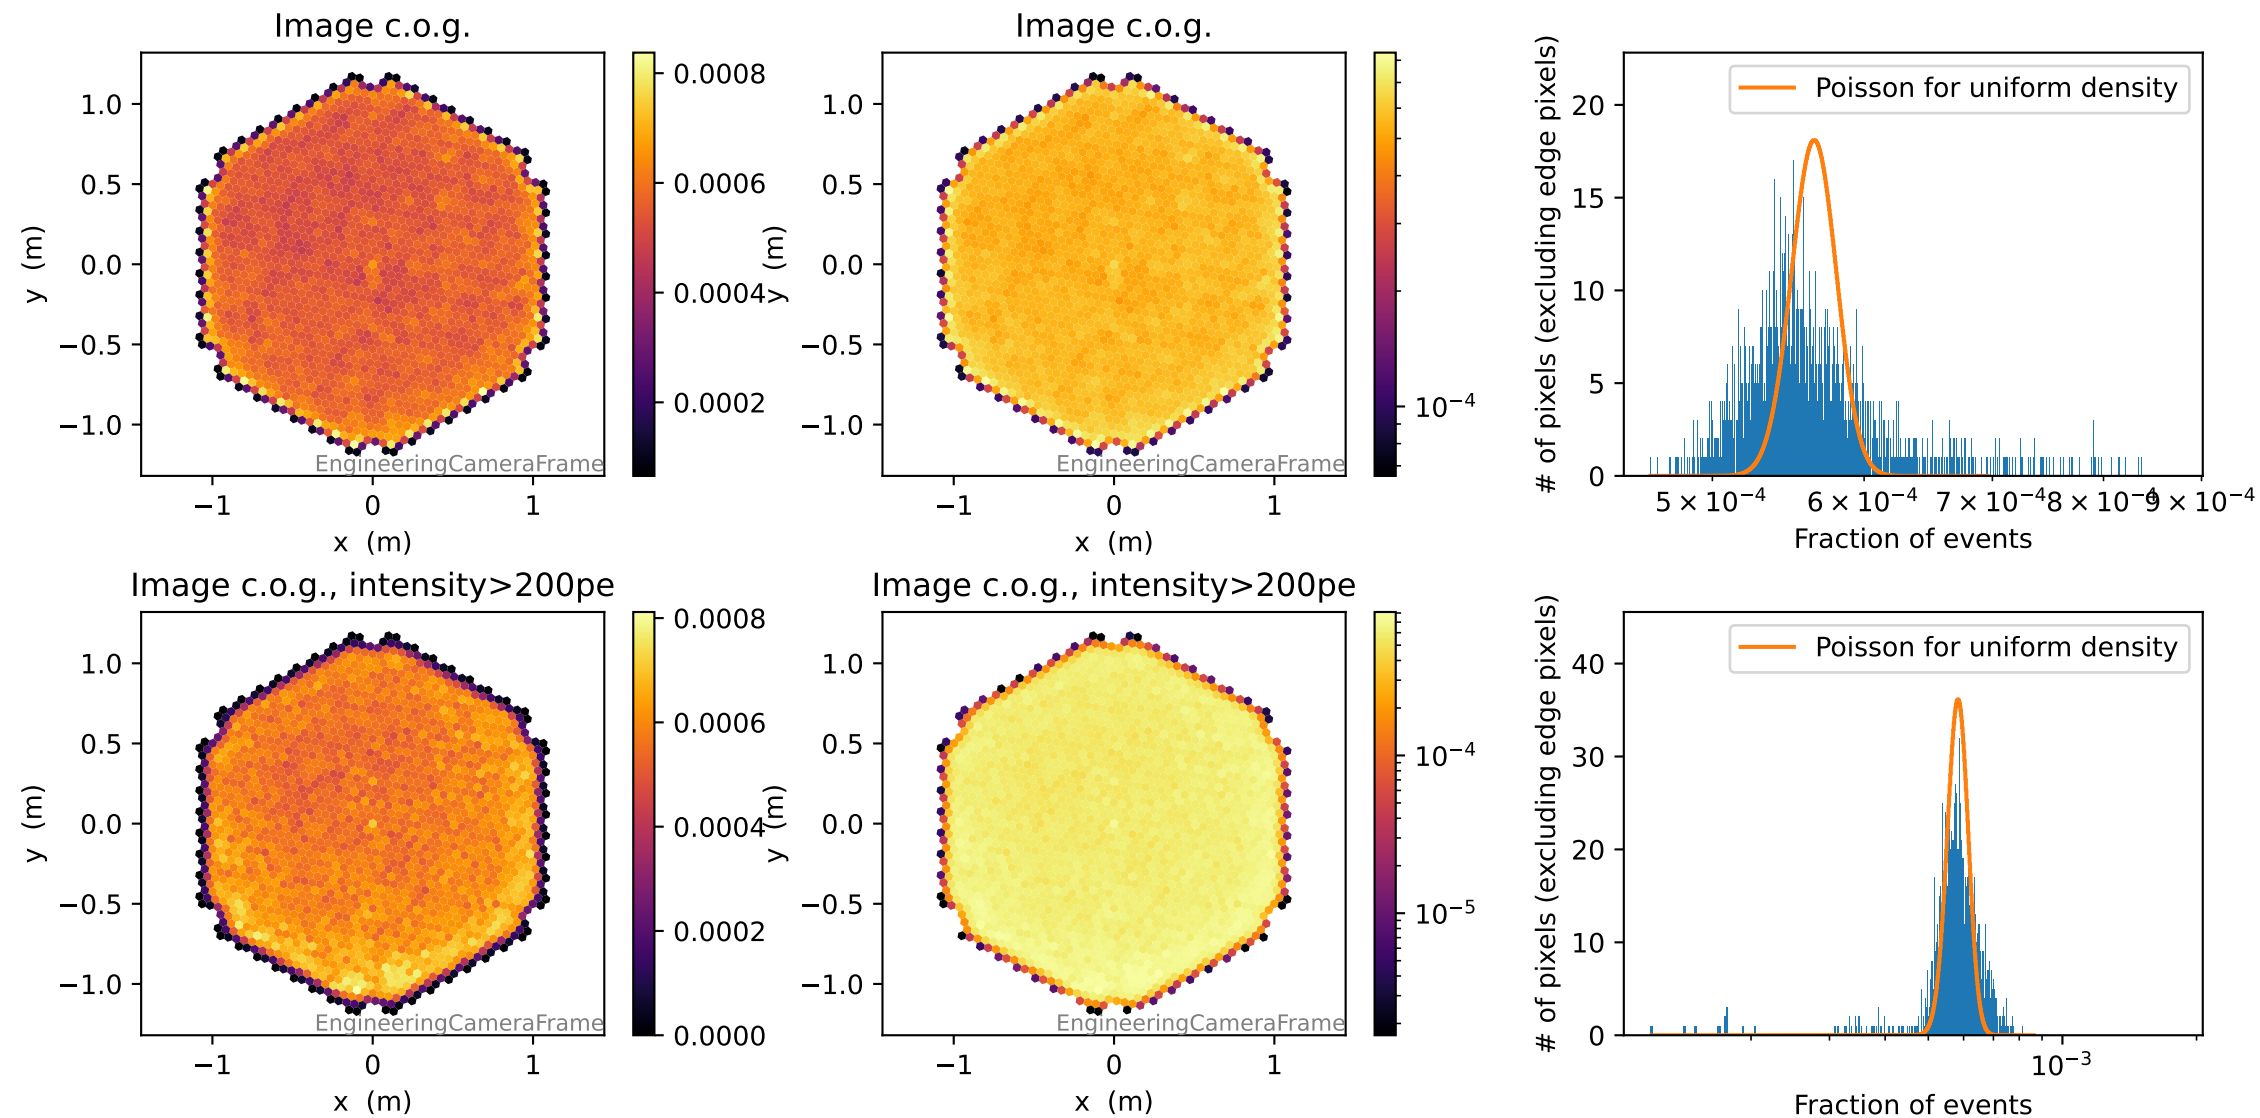 Image c.o.g.
1.0
0.5
0.0
−0.5
−1.0
y (m)
−1
0
1
x (m)
EngineeringCameraFrame
0.0008
0.0006
0.0004
0.0002
Image c.o.g.
1.0
0.5
0.0
−0.5
−1.0
y (m)
−1
0
1
x (m)
EngineeringCameraFrame
10⁻⁴
Poisson for uniform density
20
15
10
5
0
# of pixels (excluding edge pixels)
5 × 10⁻⁴
6 × 10⁻⁴
7 × 10⁻⁴
8 × 10⁻⁴
9 × 10⁻⁴
Fraction of events
Image c.o.g., intensity>200pe
1.0
0.5
0.0
−0.5
−1.0
y (m)
−1
0
1
x (m)
EngineeringCameraFrame
0.0008
0.0006
0.0004
0.0002
0.0000
Image c.o.g., intensity>200pe
1.0
0.5
0.0
−0.5
−1.0
y (m)
−1
0
1
x (m)
EngineeringCameraFrame
10⁻⁴
10⁻⁵
Poisson for uniform density
40
30
20
10
0
# of pixels (excluding edge pixels)
10⁻³
Fraction of events